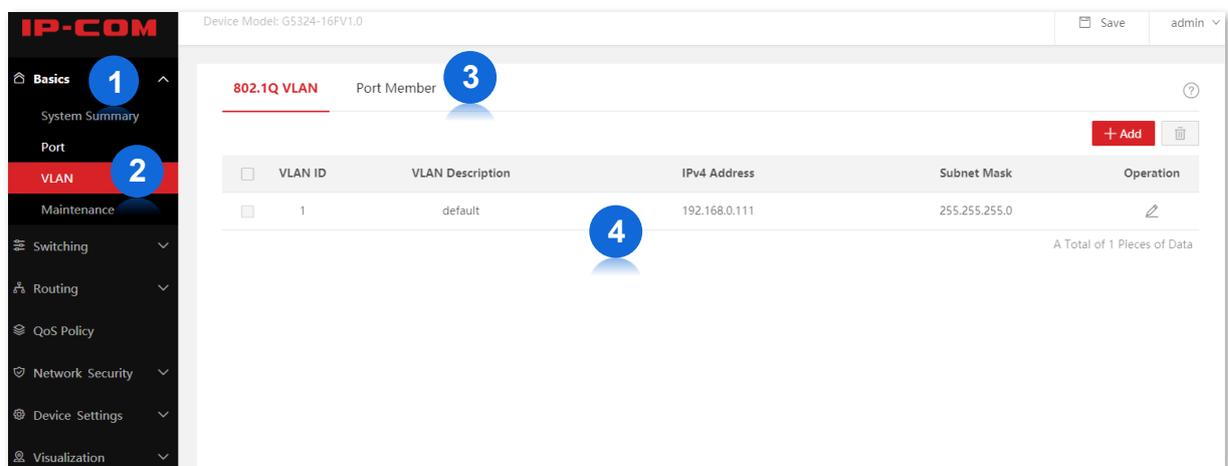 IP-COM
Device Model: G5324-16FV1.0
Save
admin
Basics
1
System Summary
Port
VLAN
2
Maintenance
Switching
Routing
QoS Policy
Network Security
Device Settings
Visualization
802.1Q VLAN Port Member
3
?
+ Add
VLAN ID VLAN Description IPv4 Address Subnet Mask Operation
1 default 192.168.0.111 255.255.255.0
4
A Total of 1 Pieces of Data